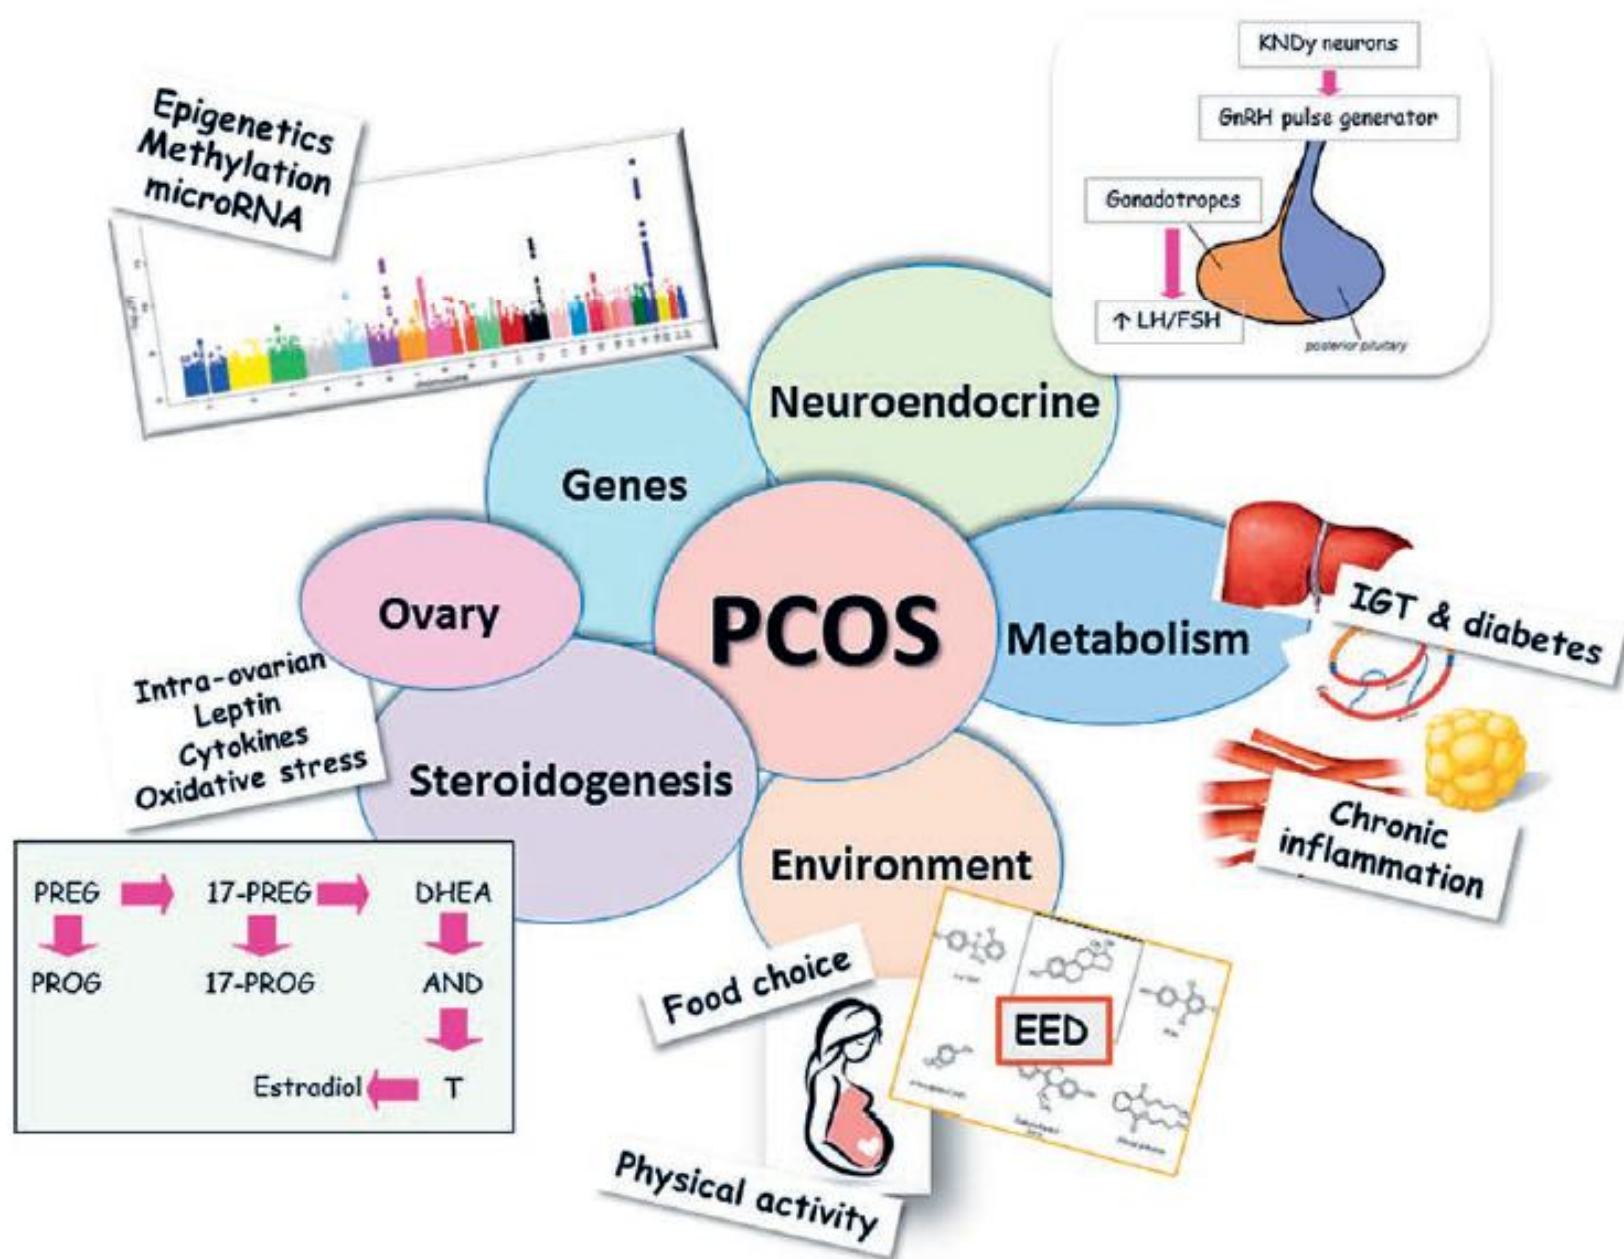 Epigenetics
Methylation
microRNA
chromosome
KNDy neurons
GnRH pulse generator
Gonadotropes
↑ LH/FSH
posterior pituitary
Neuroendocrine
Genes
Ovary
PCOS
Metabolism
Steroidogenesis
Environment
IGT & diabetes
Chronic
inflammation
Intra-ovarian
Leptin
Cytokines
Oxidative stress
PREG 17-PREG DHEA
PROG 17-PROG AND
Estradiol T
Food choice
EED
Physical activity